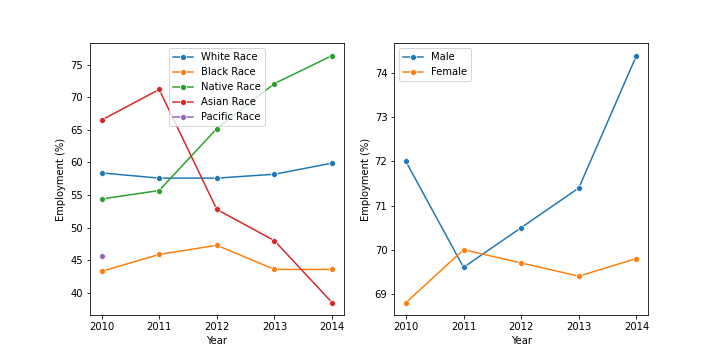 White Race
Black Race
Native Race
Asian Race
Pacific Race
75
70
65
60
55
50
45
40
Employment (%)
2010 2011 2012 2013 2014
Year
Male
Female
74
72
71
70
69
Employment (%)
2010 2011 2012 2013 2014
Year